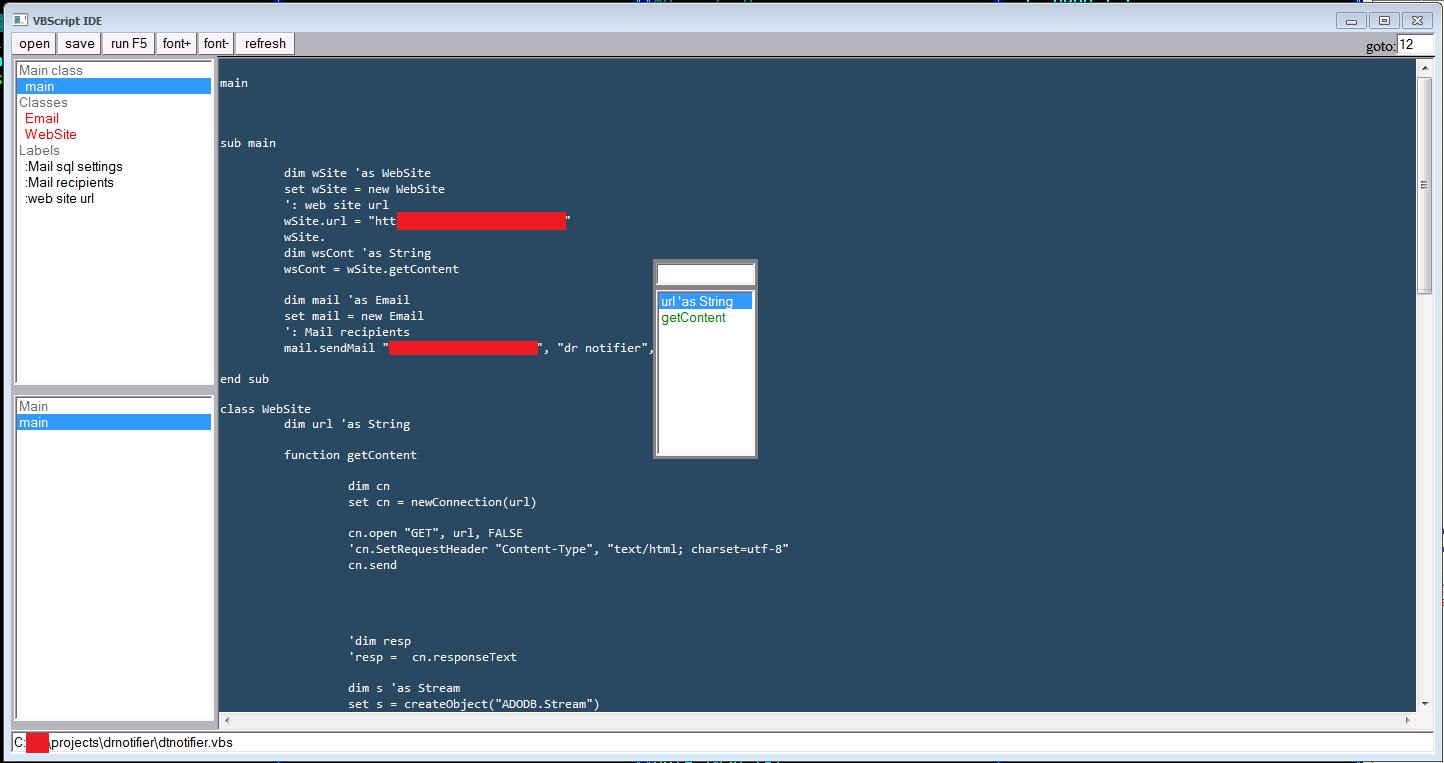 VBScript IDE
open save run F5 font+ font- refresh goto: 12
Main class
main
Classes
Email
WebSite
Labels
:Mail sql settings
:Mail recipients
:web site url
Main
main
main
sub main
dim wSite 'as WebSite
set wSite = new WebSite
': web site url
wSite.url = "htt "
wSite.
dim wsCont 'as String
wsCont = wSite.getContent
dim mail 'as Email
set mail = new Email
': Mail recipients
mail.sendMail " ", "dr notifier",
end sub
class WebSite
dim url 'as String
function getContent
dim cn
set cn = newConnection(url)
cn.open "GET", url, FALSE
'cn.SetRequestHeader "Content-Type", "text/html; charset=utf-8"
cn.send
'dim resp
'resp =  cn.responseText
dim s 'as Stream
set s = createObject("ADODB.Stream")
url 'as String
getContent
C: \projects\drnotifier\dtnotifier.vbs